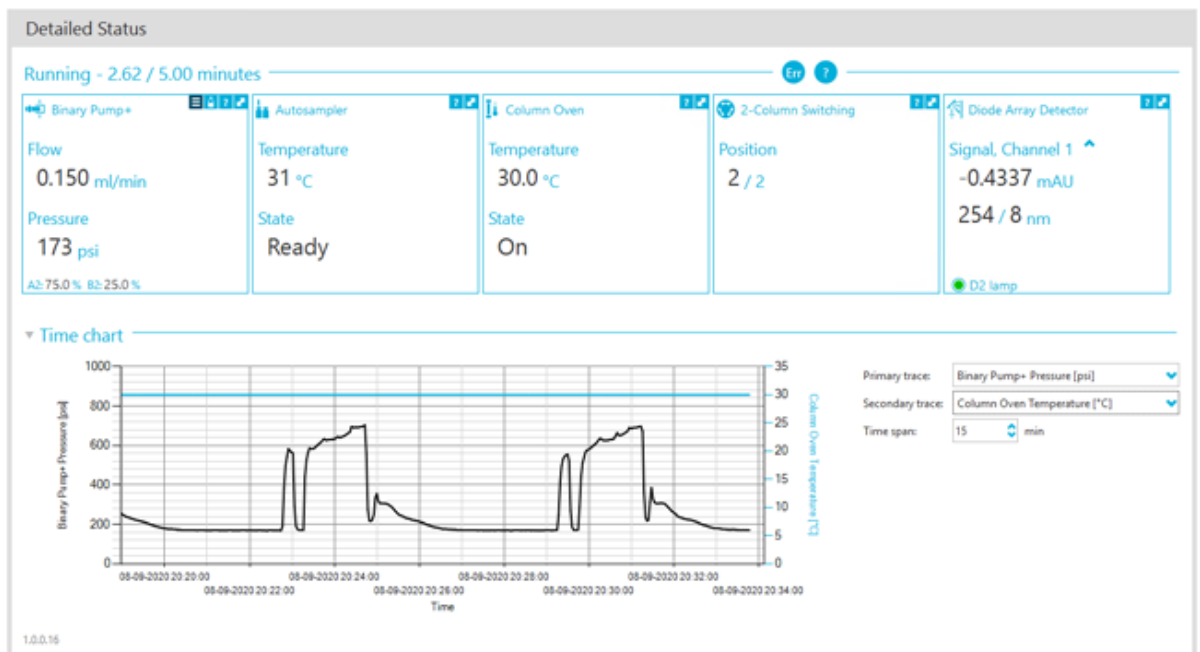 Detailed Status
Running - 2.62 / 5.00 minutes
Err ?
Binary Pump+
Flow
0.150 ml/min
Pressure
173 psi
A2: 75.0 % B2: 25.0 %
Autosampler
Temperature
31 °C
State
Ready
Column Oven
Temperature
30.0 °C
State
On
2-Column Switching
Position
2 / 2
Diode Array Detector
Signal, Channel 1
-0.4337 mAU
254 / 8 nm
D2 lamp
Time chart
Binary Pump+ Pressure [psi]
1000
800
600
400
200
0
35
30
25
20
15
10
5
0
Column Oven Temperature [°C]
08-09-2020 20:20:00
08-09-2020 20:22:00
08-09-2020 20:24:00
08-09-2020 20:26:00
08-09-2020 20:28:00
08-09-2020 20:30:00
08-09-2020 20:32:00
08-09-2020 20:34:00
Time
Primary trace: Binary Pump+ Pressure [psi]
Secondary trace: Column Oven Temperature [°C]
Time span: 15 min
1.0.0.16